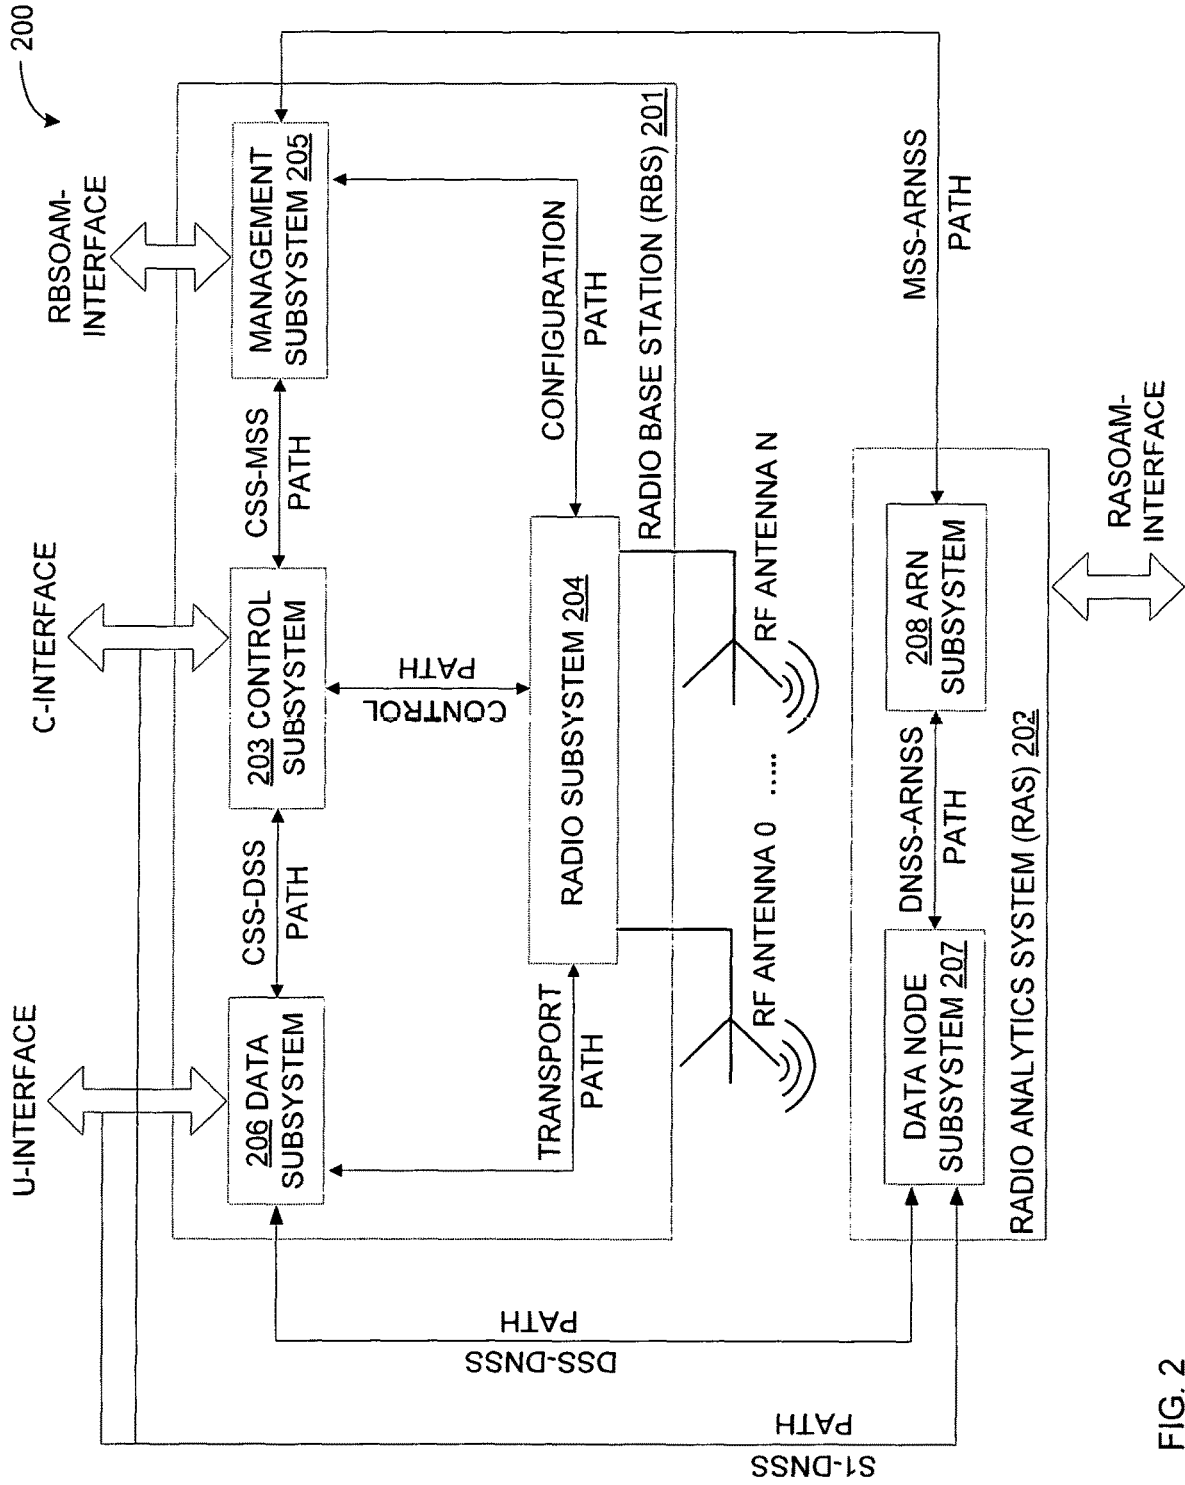 200
U-INTERFACE
C-INTERFACE
RBSOAM-
INTERFACE
206 DATA
SUBSYSTEM
CSS-DSS
PATH
203 CONTROL
SUBSYSTEM
CSS-MSS
PATH
MANAGEMENT
SUBSYSTEM 205
TRANSPORT
PATH
CONTROL
PATH
CONFIGURATION
PATH
RADIO SUBSYSTEM 204
RADIO BASE STATION (RBS) 201
RF ANTENNA 0
.....
RF ANTENNA N
DSS-DNSS
PATH
S1-DNSS
PATH
MSS-ARNSS
PATH
DATA NODE
SUBSYSTEM 207
DNSS-ARNSS
PATH
208 ARN
SUBSYSTEM
RADIO ANALYTICS SYSTEM (RAS) 202
RASOAM-
INTERFACE
FIG. 2